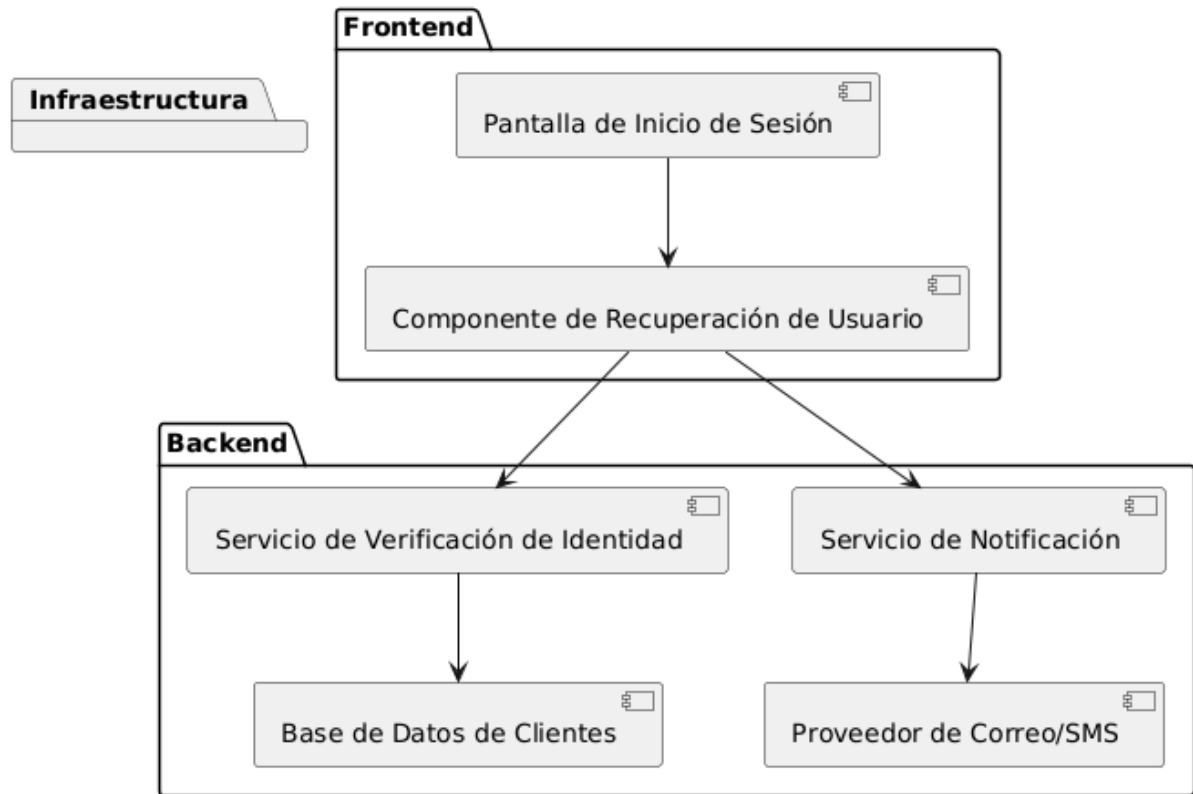 Frontend
Infraestructura
Pantalla de Inicio de Sesión
Componente de Recuperación de Usuario
Backend
Servicio de Verificación de Identidad
Servicio de Notificación
Base de Datos de Clientes
Proveedor de Correo/SMS